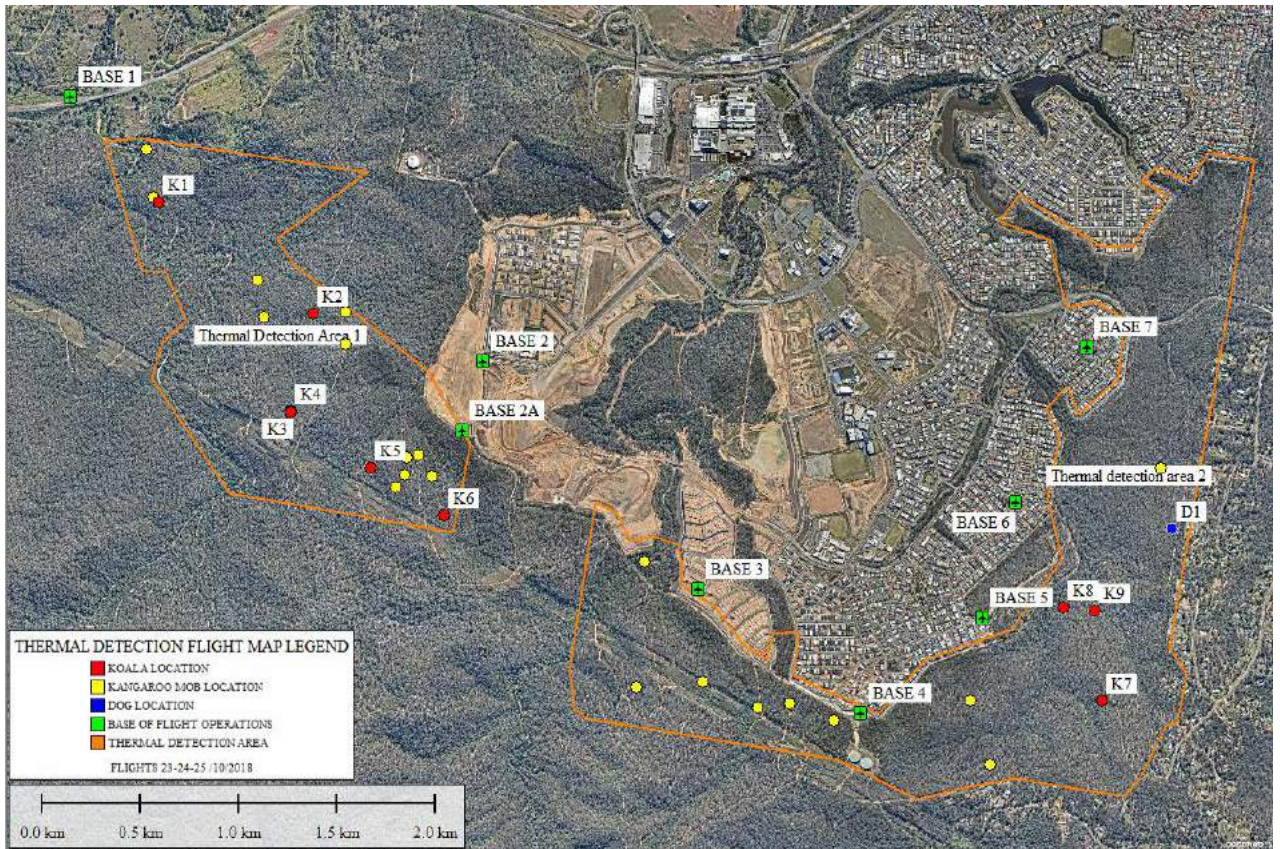 BASE 1
K1
K2
Thermal Detection Area 1
BASE 2
BASE 7
K4
K3
BASE 2A
K5
Thermal detection area 2
K6
BASE 6
D1
BASE 3
BASE 5
K8
K9
K7
BASE 4
THERMAL DETECTION FLIGHT MAP LEGEND
KOALA LOCATION
KANGAROO MOB LOCATION
DOG LOCATION
BASE OF FLIGHT OPERATIONS
THERMAL DETECTION AREA
FLIGHTS 23-24-25 /10/2018
0.0 km 0.5 km 1.0 km 1.5 km 2.0 km